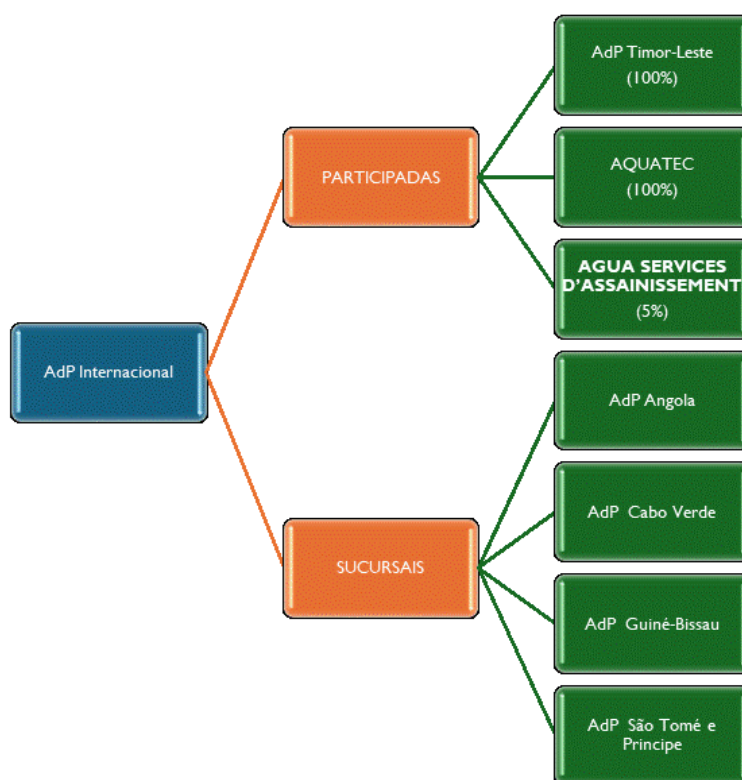 AdP Timor-Leste
(100%)
PARTICIPADAS
AQUATEC
(100%)
AGUA SERVICES
D'ASSAINISSEMENT
(5%)
AdP Internacional
AdP Angola
AdP Cabo Verde
SUCURSAIS
AdP Guiné-Bissau
AdP São Tomé e
Principe